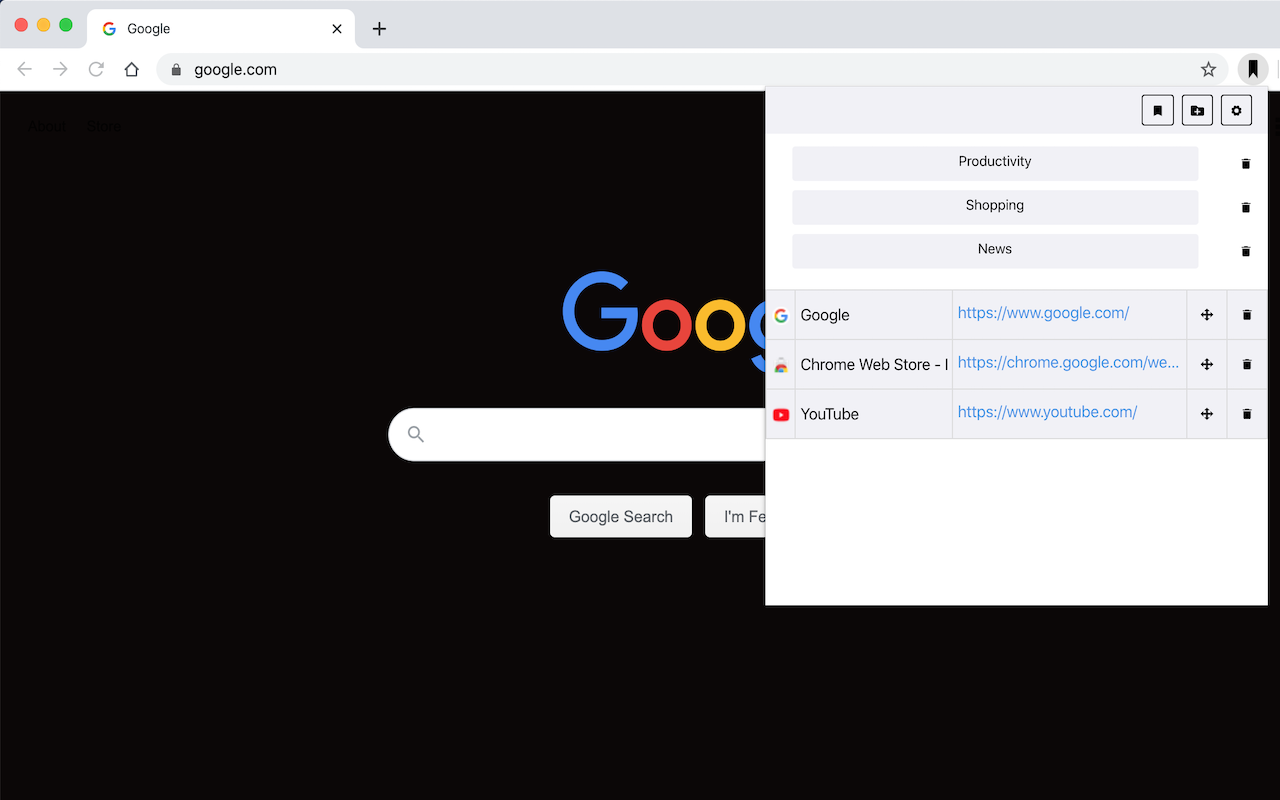 Google
google.com
About Store
Productivity
Shopping
News
Google https://www.google.com/
Chrome Web Store - I https://chrome.google.com/we...
YouTube https://www.youtube.com/
Goog
Google Search I'm Fe